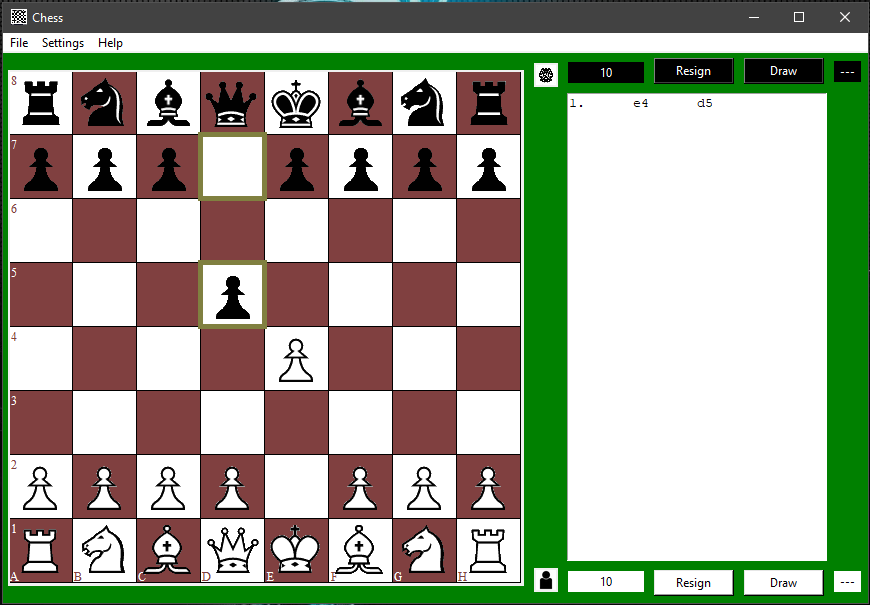 Chess
File Settings Help
10 Resign Draw ---
1. e4 d5
8
7
6
5
4
3
2
1
A B C D E F G H
10 Resign Draw ---